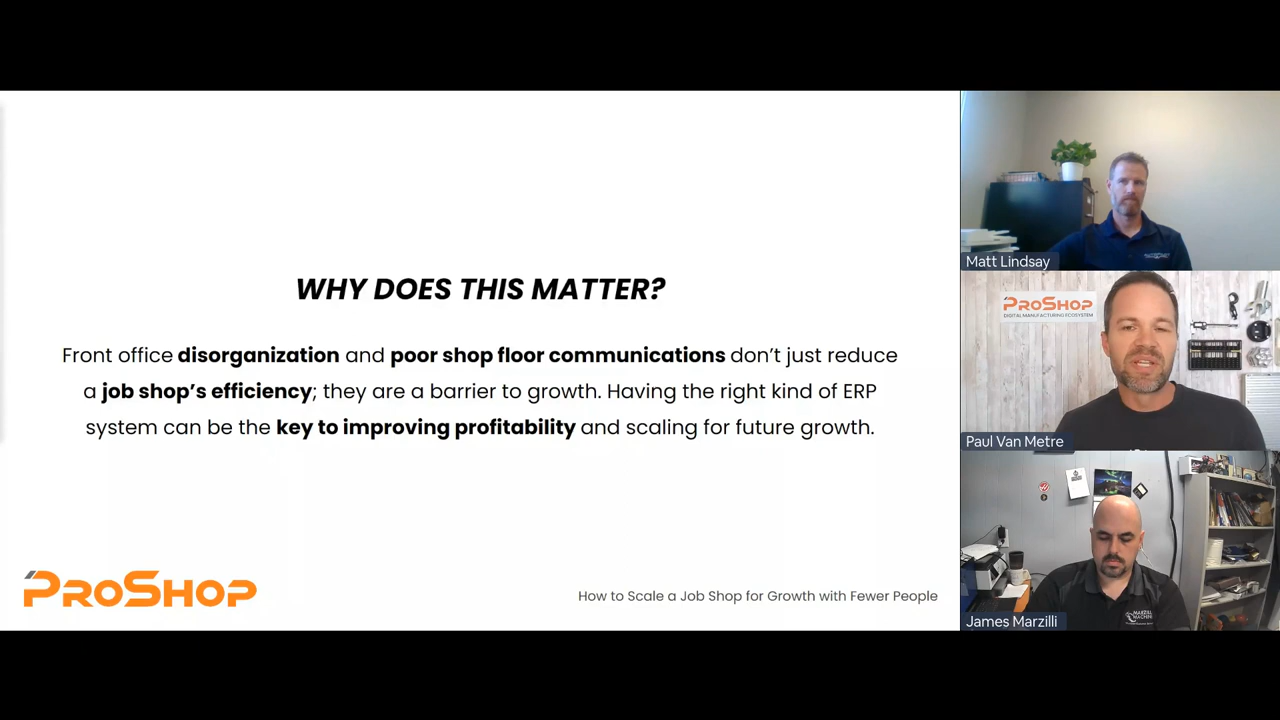 WHY DOES THIS MATTER?
Front office disorganization and poor shop floor communications don’t just reduce
a job shop’s efficiency; they are a barrier to growth. Having the right kind of ERP
system can be the key to improving profitability and scaling for future growth.
PROSHOP
How to Scale a Job Shop for Growth with Fewer People
Matt Lindsay
PROSHOP
DIGITAL MANUFACTURING ECOSYSTEM
Paul Van Metre
MARZILLI
MACHINE
James Marzilli